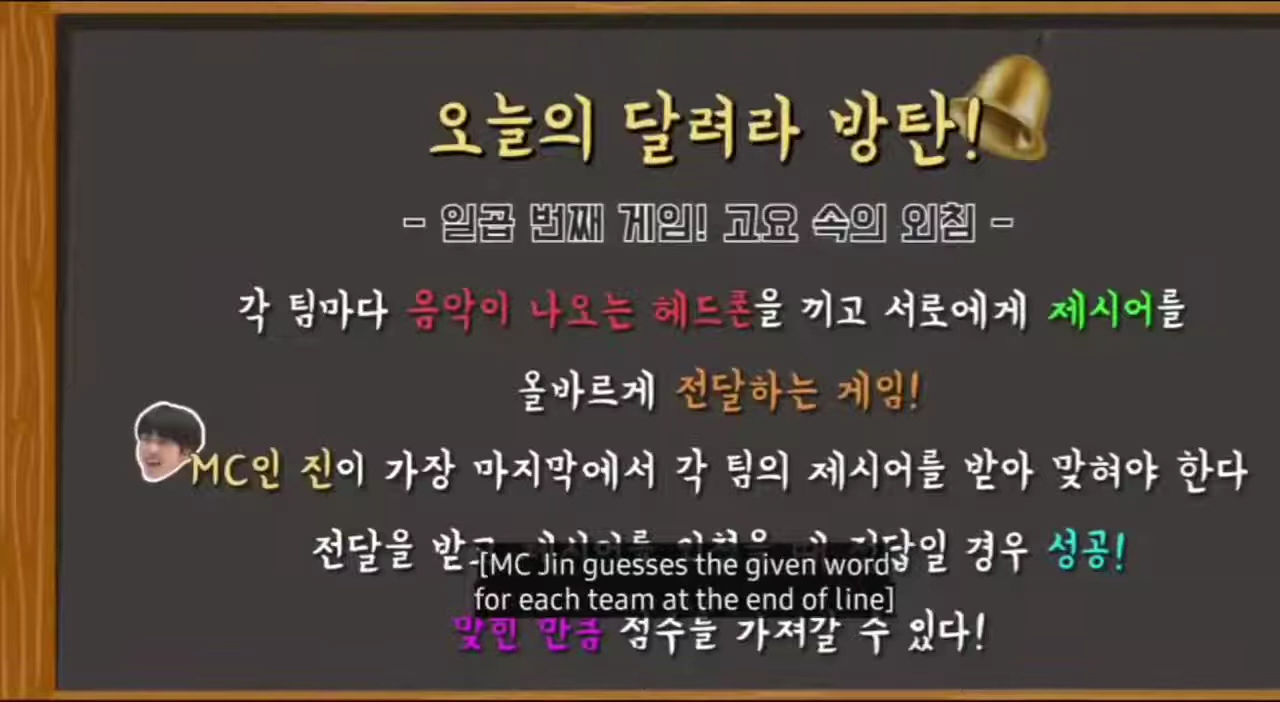 오늘의 달려라 방탄!
- 일곱 번째 게임! 고요 속의 외침 -
각 팀마다 음악이 나오는 헤드폰을 끼고 서로에게 제시어를
올바르게 전달하는 게임!
MC인 진이 가장 마지막에서 각 팀의 제시어를 받아 맞혀야 한다
전달을 경우 성공!
[MC Jin guesses the given word
for each team at the end of line]
맞힌 만큼 점수를 가져갈 수 있다!